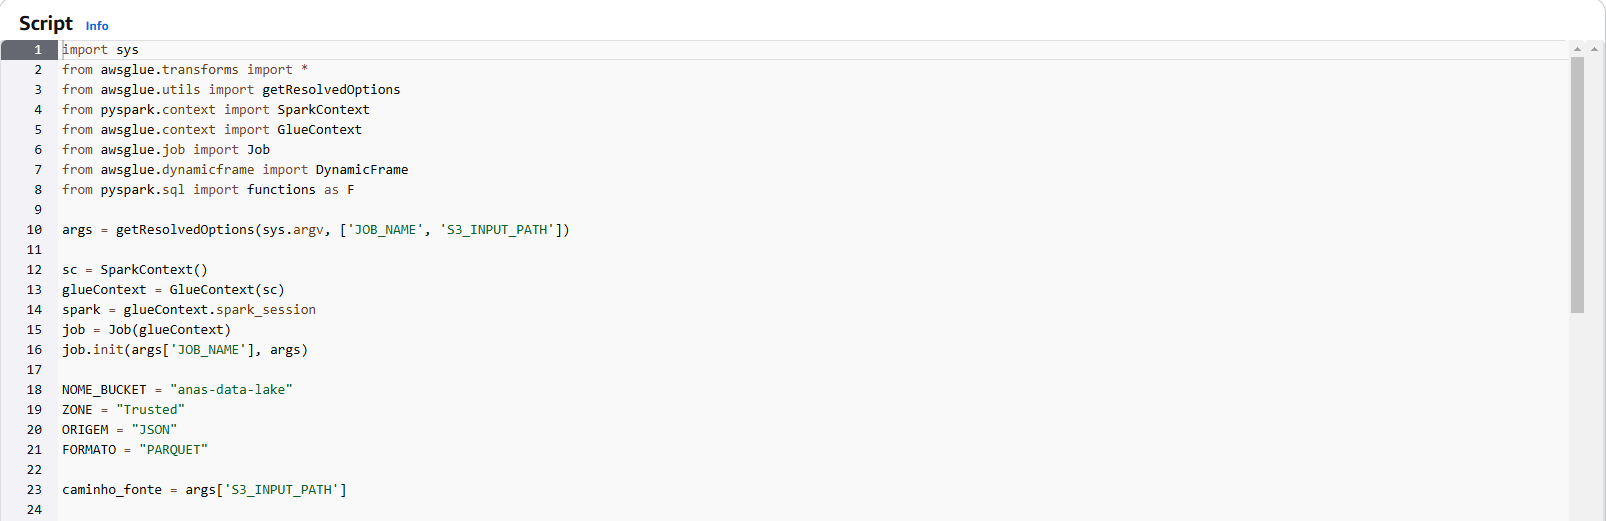 Script Info
1 import sys
2 from awsglue.transforms import *
3 from awsglue.utils import getResolvedOptions
4 from pyspark.context import SparkContext
5 from awsglue.context import GlueContext
6 from awsglue.job import Job
7 from awsglue.dynamicframe import DynamicFrame
8 from pyspark.sql import functions as F
9
10 args = getResolvedOptions(sys.argv, ['JOB_NAME', 'S3_INPUT_PATH'])
11
12 sc = SparkContext()
13 glueContext = GlueContext(sc)
14 spark = glueContext.spark_session
15 job = Job(glueContext)
16 job.init(args['JOB_NAME'], args)
17
18 NOME_BUCKET = "anas-data-lake"
19 ZONE = "Trusted"
20 ORIGEM = "JSON"
21 FORMATO = "PARQUET"
22
23 caminho_fonte = args['S3_INPUT_PATH']
24